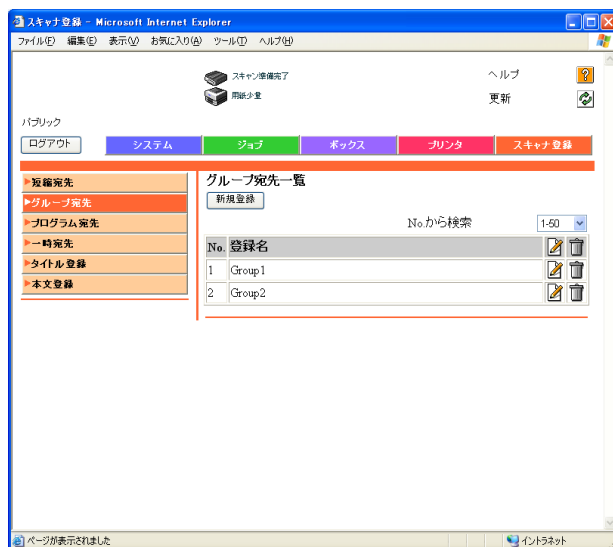 スキャナ登録 - Microsoft Internet Explorer
ファイル(F) 編集(E) 表示(V) お気に入り(A) ツール(T) ヘルプ(H)
スキャン準備完了
ヘルプ
用紙少量
更新
パブリック
ログアウト システム ジョブ ボックス プリンタ スキャナ登録
短縮宛先
グループ宛先
プログラム宛先
一時宛先
タイトル登録
本文登録
グループ宛先一覧
新規登録
No.から検索 1-50
No. 登録名
1 Group1
2 Group2
ページが表示されました イントラネット